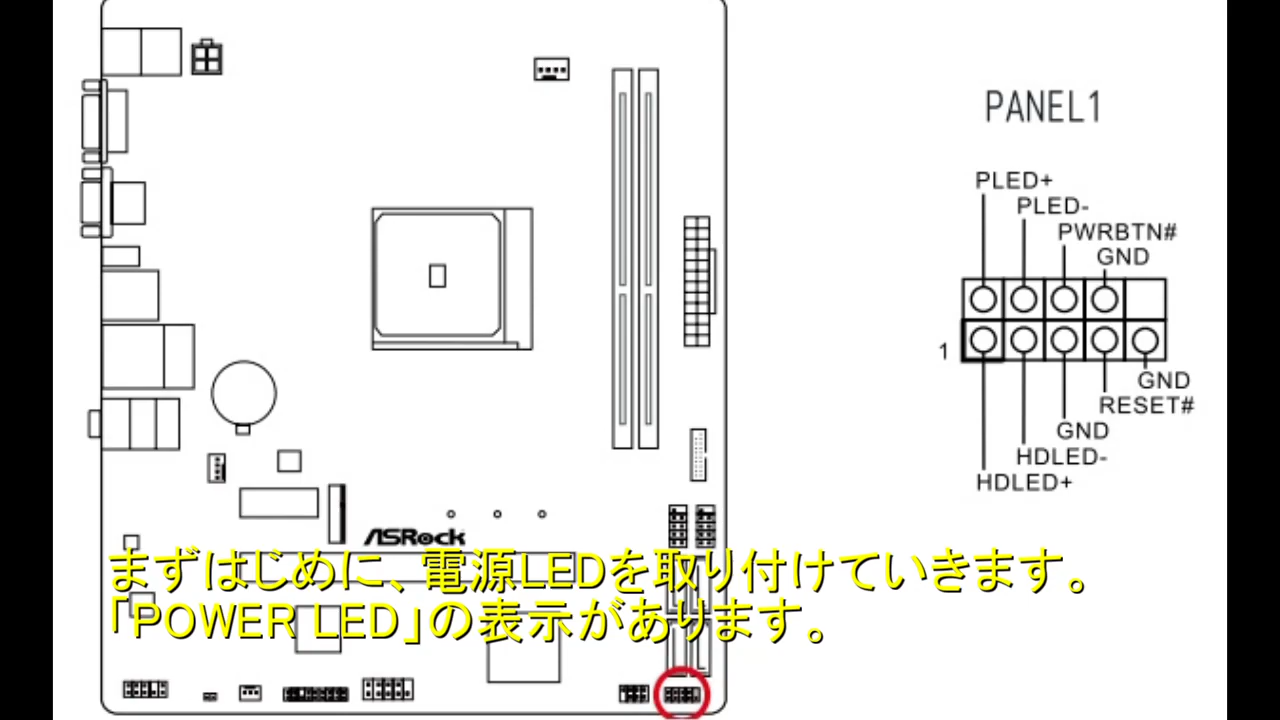 PANEL1
PLED+
PLED-
PWRBTN#
GND
1
GND
RESET#
GND
HDLED-
HDLED+
ASRock
まずはじめに、電源LEDを取り付けていきます。
「POWER LED」の表示があります。